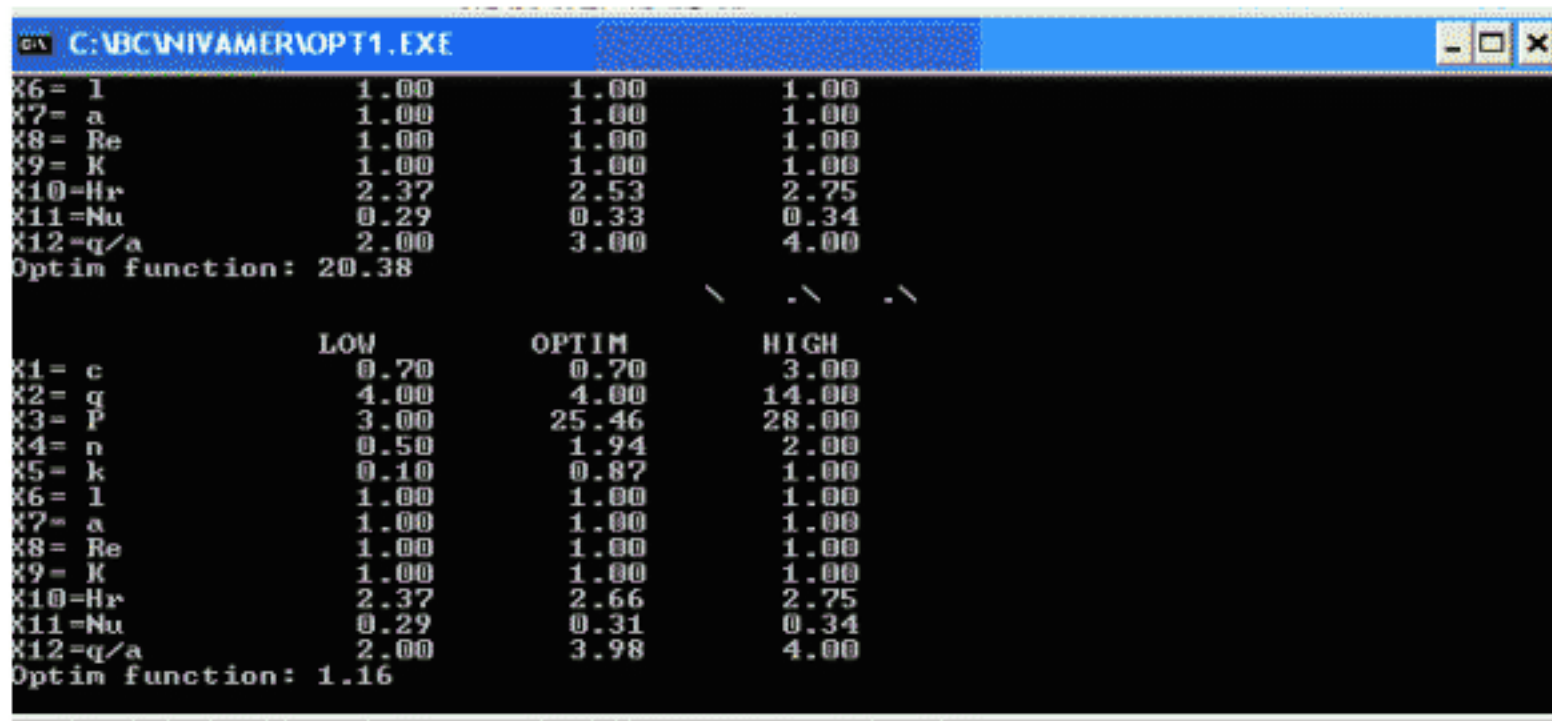 C:\BC\NIVAMER\OPT1.EXE
X6= l 1.00 1.00 1.00
X7= a 1.00 1.00 1.00
X8= Re 1.00 1.00 1.00
X9= K 1.00 1.00 1.00
X10=Hr 2.37 2.53 2.75
X11=Nu 0.29 0.33 0.34
X12=q/a 2.00 3.00 4.00
Optim function: 20.38
\ .\ .\
LOW OPTIM HIGH
X1= c 0.70 0.70 3.00
X2= q 4.00 4.00 14.00
X3= P 3.00 25.46 28.00
X4= n 0.50 1.94 2.00
X5= k 0.10 0.87 1.00
X6= l 1.00 1.00 1.00
X7= a 1.00 1.00 1.00
X8= Re 1.00 1.00 1.00
X9= K 1.00 1.00 1.00
X10=Hr 2.37 2.66 2.75
X11=Nu 0.29 0.31 0.34
X12=q/a 2.00 3.98 4.00
Optim function: 1.16